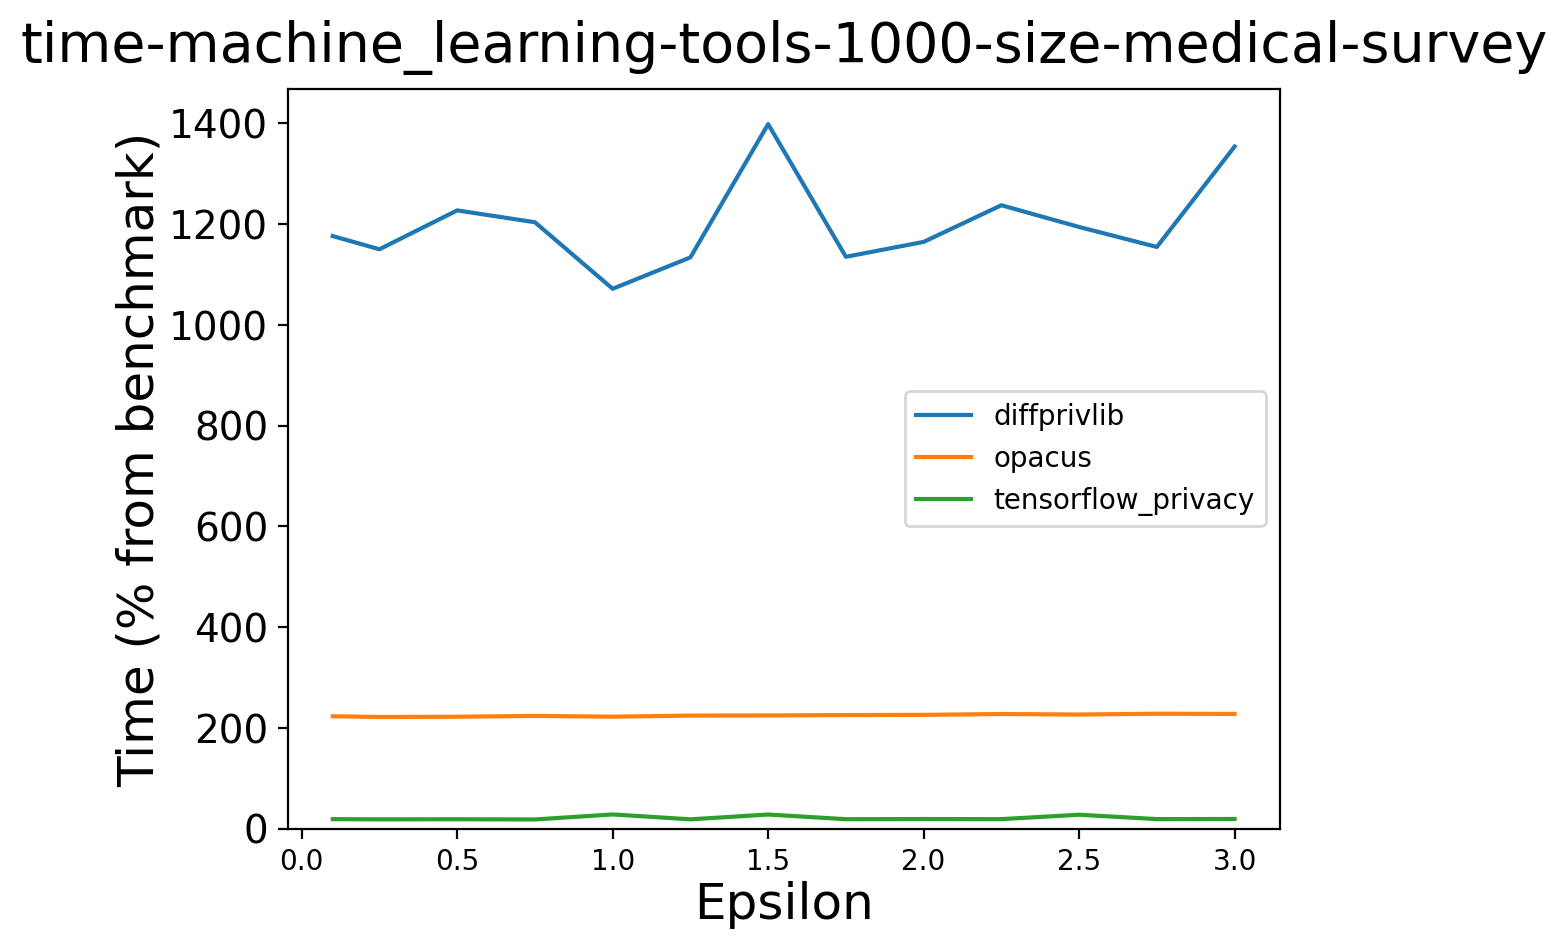 time-machine_learning-tools-1000-size-medical-survey
Time (% from benchmark)
1400
1200
1000
800
600
400
200
0
diffprivlib
opacus
tensorflow_privacy
0.0 0.5 1.0 1.5 2.0 2.5 3.0
Epsilon